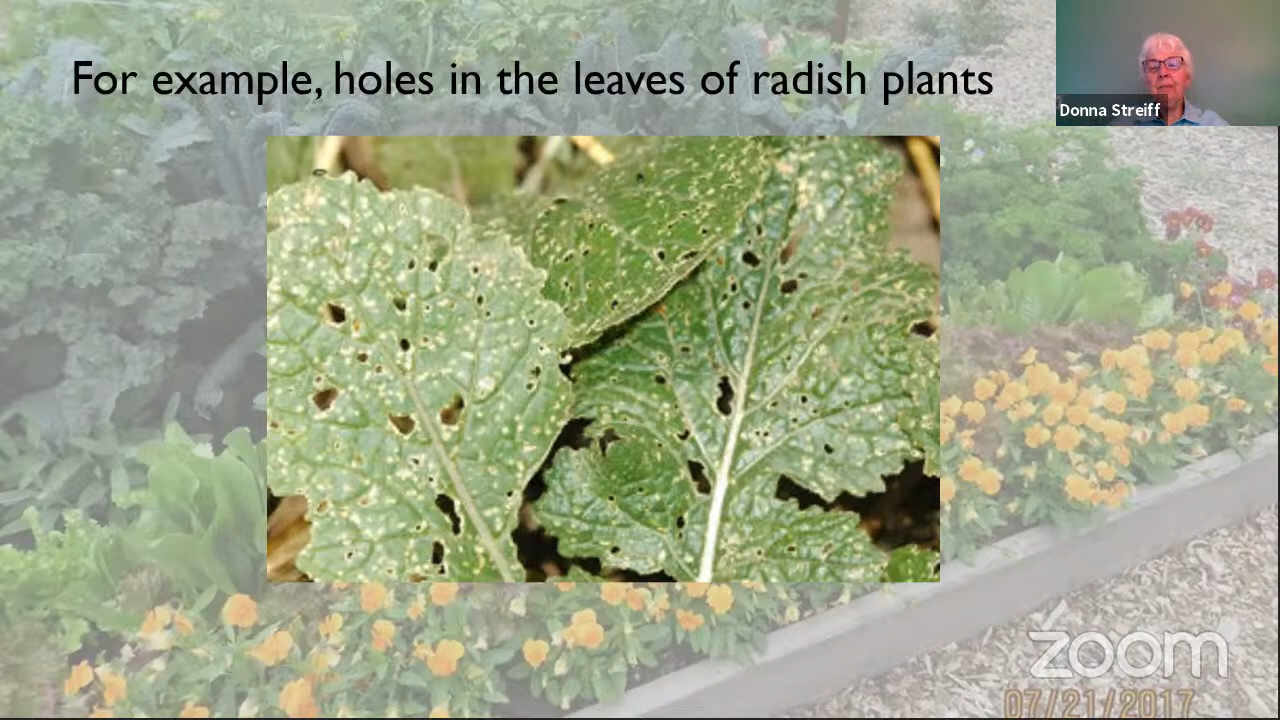 For example, holes in the leaves of radish plants
Donna Streiff
zoom
07/21/2017